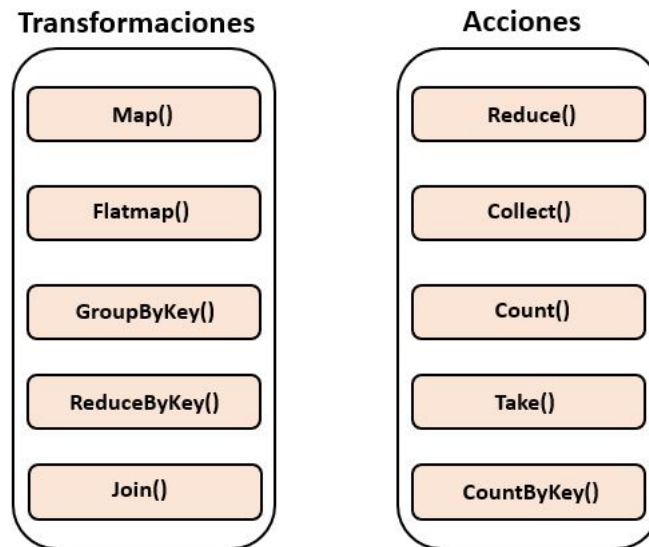 Transformaciones
Map()
Flatmap()
GroupByKey()
ReduceByKey()
Join()
Acciones
Reduce()
Collect()
Count()
Take()
CountByKey()